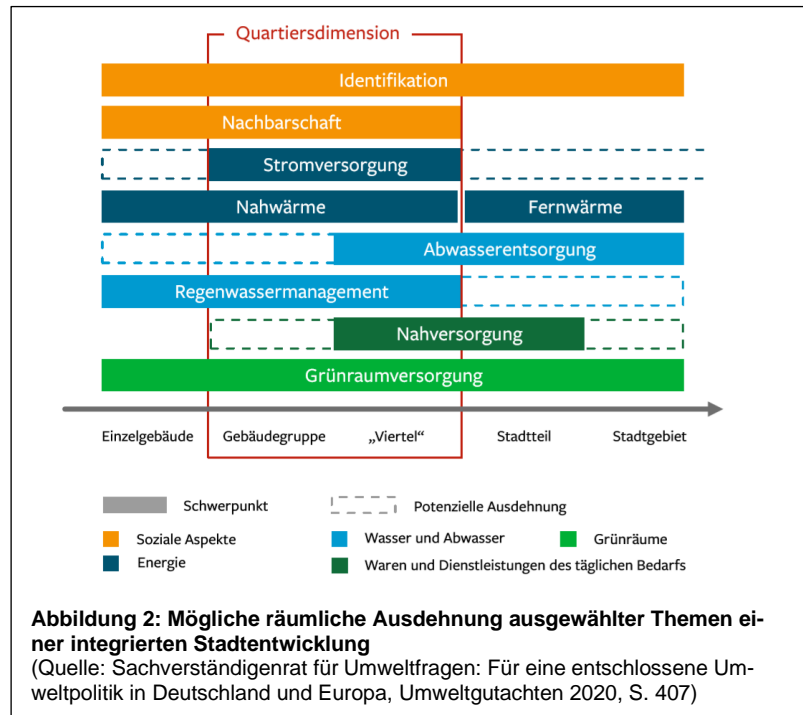 Quartiersdimension
Identifikation
Nachbarschaft
Stromversorgung
Nahwärme
Fernwärme
Abwasserentsorgung
Regenwassermanagement
Nahversorgung
Grünraumversorgung
Einzelgebäude
Gebäudegruppe
„Viertel“
Stadtteil
Stadtgebiet
Schwerpunkt
Potenzielle Ausdehnung
Soziale Aspekte
Wasser und Abwasser
Grünräume
Energie
Waren und Dienstleistungen des täglichen Bedarfs
Abbildung 2: Mögliche räumliche Ausdehnung ausgewählter Themen ei-
ner integrierten Stadtentwicklung
(Quelle: Sachverständigenrat für Umweltfragen: Für eine entschlossene Um-
weltpolitik in Deutschland und Europa, Umweltgutachten 2020, S. 407)